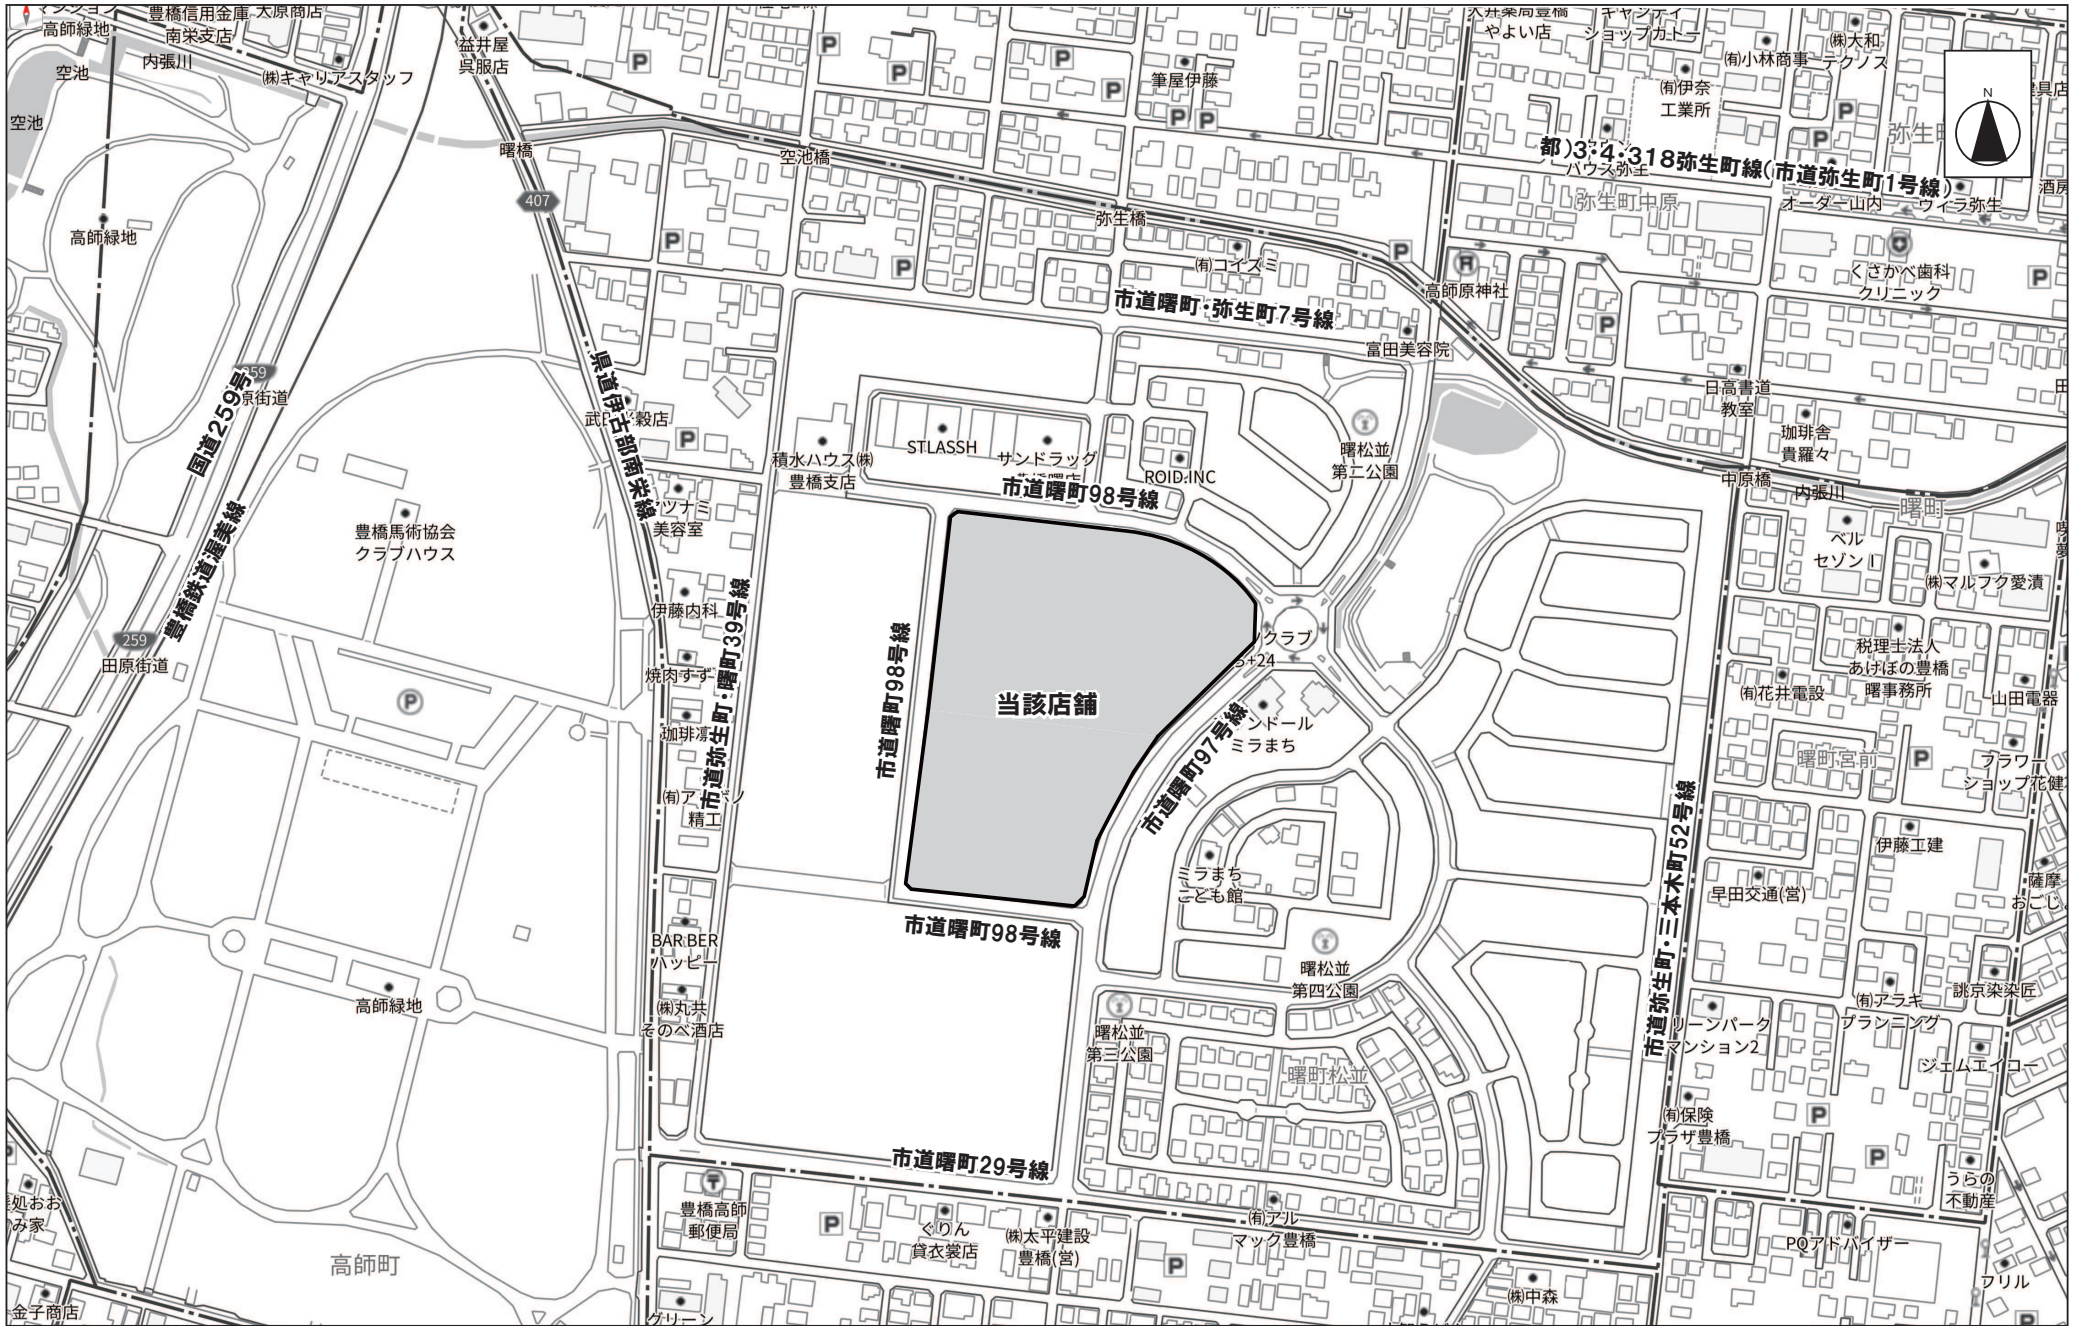 高師緑地
豊橋信用金庫
南栄支店
大原商店
空池
内張川
㈱キャリアスタッフ
空池
益井屋
呉服店
曙橋
空池橋
筆屋伊藤
やよい店
ショップカトー
㈲小林商事
㈱大和
テクノス
㈲伊奈
工業所
都)3・4・318弥生町線(市道弥生町1号線)
ハウス弥生
弥生町中原
オーダー山内
ヴィラ弥生
N
407
高師緑地
弥生橋
㈲コイズミ
高師原神社
くさかべ歯科
クリニック
市道曙町・弥生町7号線
富田美容院
259
国道259号
豊橋鉄道渥美線
県道伊古部南栄線
積水ハウス㈱
豊橋支店
STLASSH
サンドラッグ
ROID.INC
曙松並
第二公園
日高書道
教室
珈琲舎
貴羅々
中原橋
内張川
曙町
市道曙町98号線
美容室
豊橋馬術協会
クラブハウス
ベル
セゾンⅠ
㈱マルフク愛漬
伊藤内科
市道弥生町・曙町39号線
市道曙町98号線
当該店舗
クラブ
+24
ミラまち
市道曙町97号線
259
田原街道
焼肉すず
精工
税理士法人
あけぼの豊橋
曙事務所
㈲花井電設
山田電器
曙町宮前
フラワー
ショップ花健
伊藤工建
早田交通(営)
薩摩
ミラまち
こども館
市道曙町98号線
市道弥生町・三本木町52号線
BARBER
ハッピー
㈱丸井
そのべ酒店
高師緑地
曙松並
第四公園
曙松並
第三公園
曙町松並
㈲アラキ
プランニング
誂京染染匠
リーンパーク
マンション2
ジェムエイコー
㈲保険
プラザ豊橋
市道曙町29号線
豊橋高師
郵便局
ぐりん
貸衣裳店
㈱太平建設
豊橋(営)
㈲アル
マック豊橋
うらの
不動産
PQアドバイザー
高師町
金子商店
グリーン
㈱中森
フリル